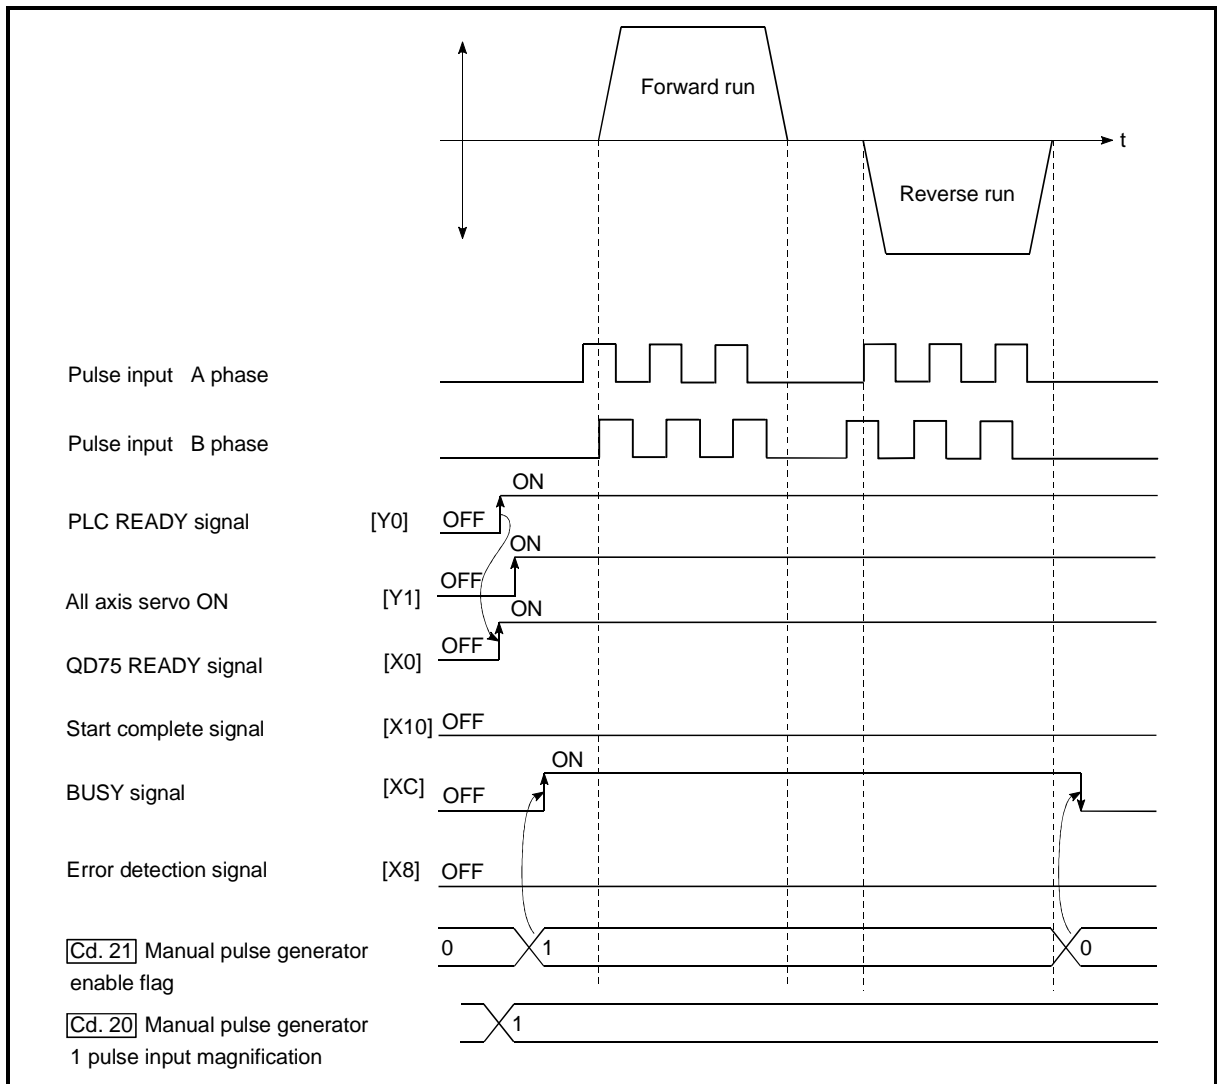 Forward run
t
Reverse run
Pulse input A phase
Pulse input B phase
ON
PLC READY signal [Y0] OFF
ON
OFF
All axis servo ON [Y1]
ON
OFF
QD75 READY signal [X0]
Start complete signal [X10] OFF
ON
BUSY signal [XC] OFF
Error detection signal [X8] OFF
Cd. 21 Manual pulse generator 0 1 0
enable flag
Cd. 20 Manual pulse generator 1
1 pulse input magnification